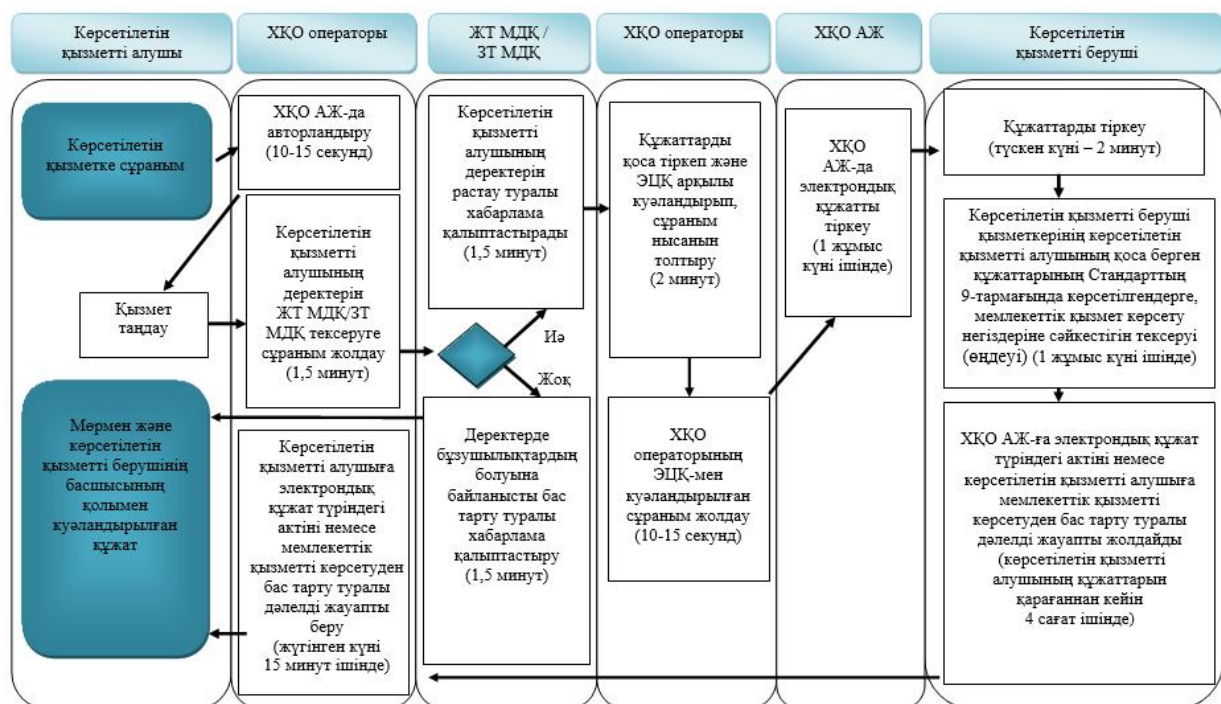 Көрсетілетін
қызметті алушы
ХҚО операторы
ЖТ МДҚ /
ЗТ МДҚ
ХҚО операторы
ХҚО АЖ
Көрсетілетін
қызметті беруші
Көрсетілетін
қызметке сұраным
Қызмет
таңдау
Мөрмен және
көрсетілетін
қызметті берушінің
басшысының
қолымен
куәландырылған
құжат
ХҚО АЖ-да
авторландыру
(10-15 секунд)
Көрсетілетін
қызметті
алушының
деректерін
ЖТ МДҚ/ЗТ
МДҚ тексеруге
сұраным жолдау
(1,5 минут)
Көрсетілетін
қызметті алушыға
электрондық
құжат түріндегі
актіні немесе
мемлекеттік
қызметті көрсетуден
бас тарту туралы
дәлелді жауапты
беру
(жүгінген күні
15 минут ішінде)
Көрсетілетін
қызметті
алушының
деректерін
растау туралы
хабарлама
қалыптастырады
(1,5 минут)
Иә
Жоқ
Деректерде
бұзушылықтардың
болуына
байланысты бас
тарту туралы
хабарлама
қалыптастыру
(1,5 минут)
Құжаттарды
қоса тіркеп және
ЭЦҚ арқылы
куәландырып,
сұраным
нысанын
толтыру
(2 минут)
ХҚО
операторының
ЭЦҚ-мен
куәландырылған
сұраным жолдау
(10-15 секунд)
ХҚО
АЖ-да
электрондық
құжатты
тіркеу
(1 жұмыс
күні ішінде)
Құжаттарды тіркеу
(түскен күні – 2 минут)
Көрсетілетін қызметті беруші
қызметкерінің көрсетілетін
қызметті алушының қоса берген
құжаттарының Стандарттың
9-тармағында көрсетілгендерге,
мемлекеттік қызмет көрсету
негіздеріне сәйкестігін тексеруі
(өңдеуі) (1 жұмыс күні ішінде)
ХҚО АЖ-ға электрондық құжат
түріндегі актіні немесе
көрсетілетін қызметті алушыға
мемлекеттік қызметті
көрсетуден бас тарту туралы
дәлелді жауапты жолдайды
(көрсетілетін қызметті
алушының құжаттарын
қарағаннан кейін
4 сағат ішінде)